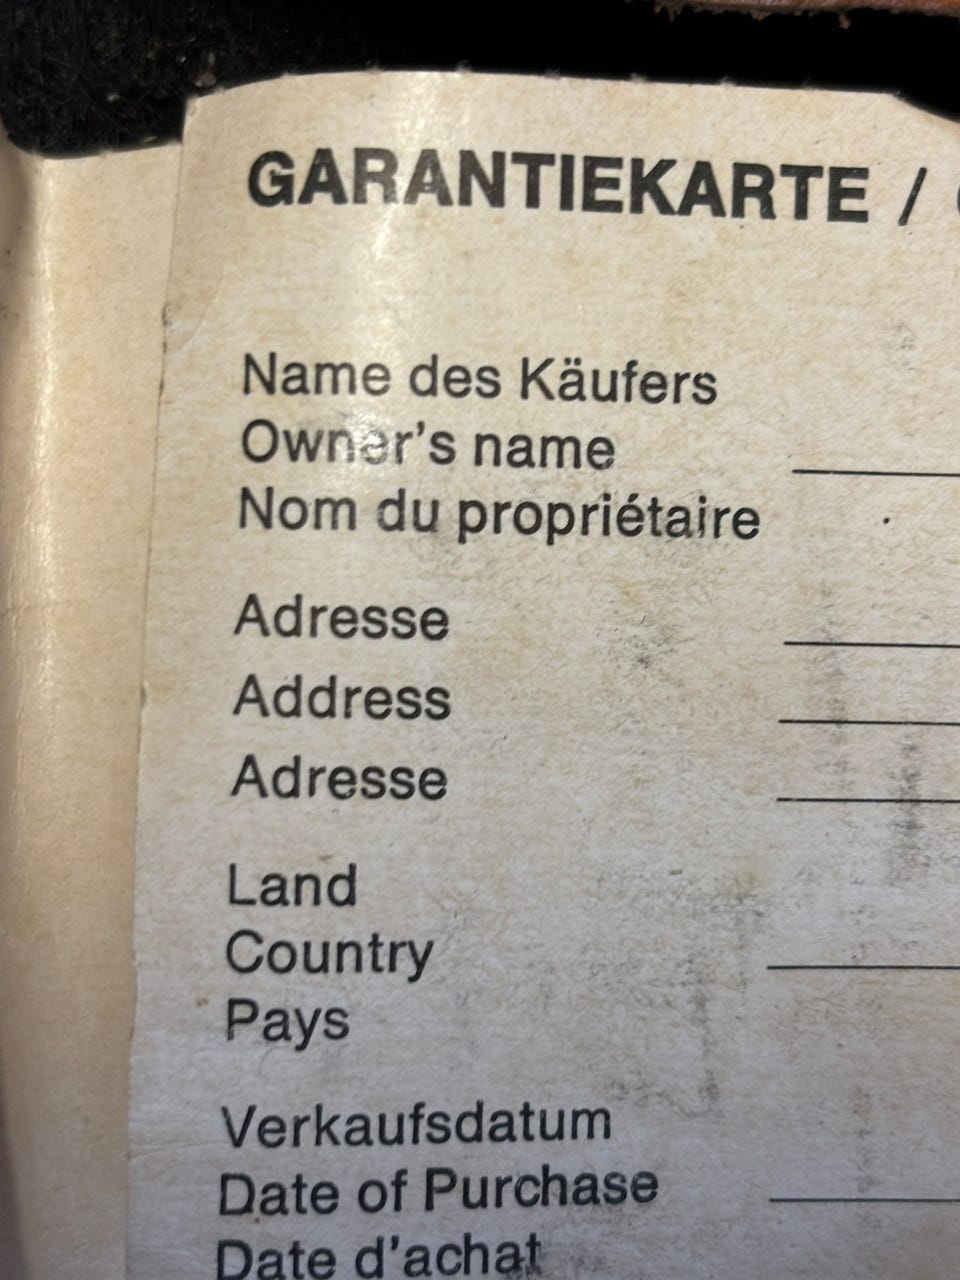 GARANTIEKARTE /
Name des Käufers
Owner's name
Nom du propriétaire
Adresse
Address
Adresse
Land
Country
Pays
Verkaufsdatum
Date of Purchase
Date d'achat